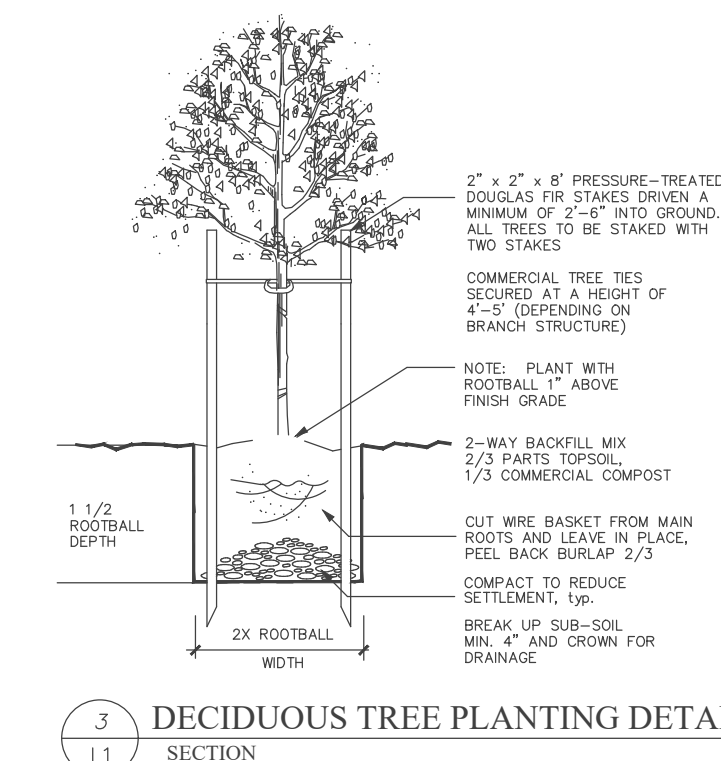 2" x 2" x 8' PRESSURE-TREATED
DOUGLAS FIR STAKES DRIVEN A
MINIMUM OF 2'-6" INTO GROUND.
ALL TREES TO BE STAKED WITH
TWO STAKES
COMMERCIAL TREE TIES
SECURED AT A HEIGHT OF
4'-5' (DEPENDING ON
BRANCH STRUCTURE)
NOTE: PLANT WITH
ROOTBALL 1" ABOVE
FINISH GRADE
2-WAY BACKFILL MIX
2/3 PARTS TOPSOIL,
1/3 COMMERCIAL COMPOST
1 1/2
ROOTBALL
DEPTH
CUT WIRE BASKET FROM MAIN
ROOTS AND LEAVE IN PLACE,
PEEL BACK BURLAP 2/3
COMPACT TO REDUCE
SETTLEMENT, typ.
BREAK UP SUB-SOIL
MIN. 4" AND CROWN FOR
DRAINAGE
2X ROOTBALL
WIDTH
3
DECIDUOUS TREE PLANTING DETA
L1
SECTION